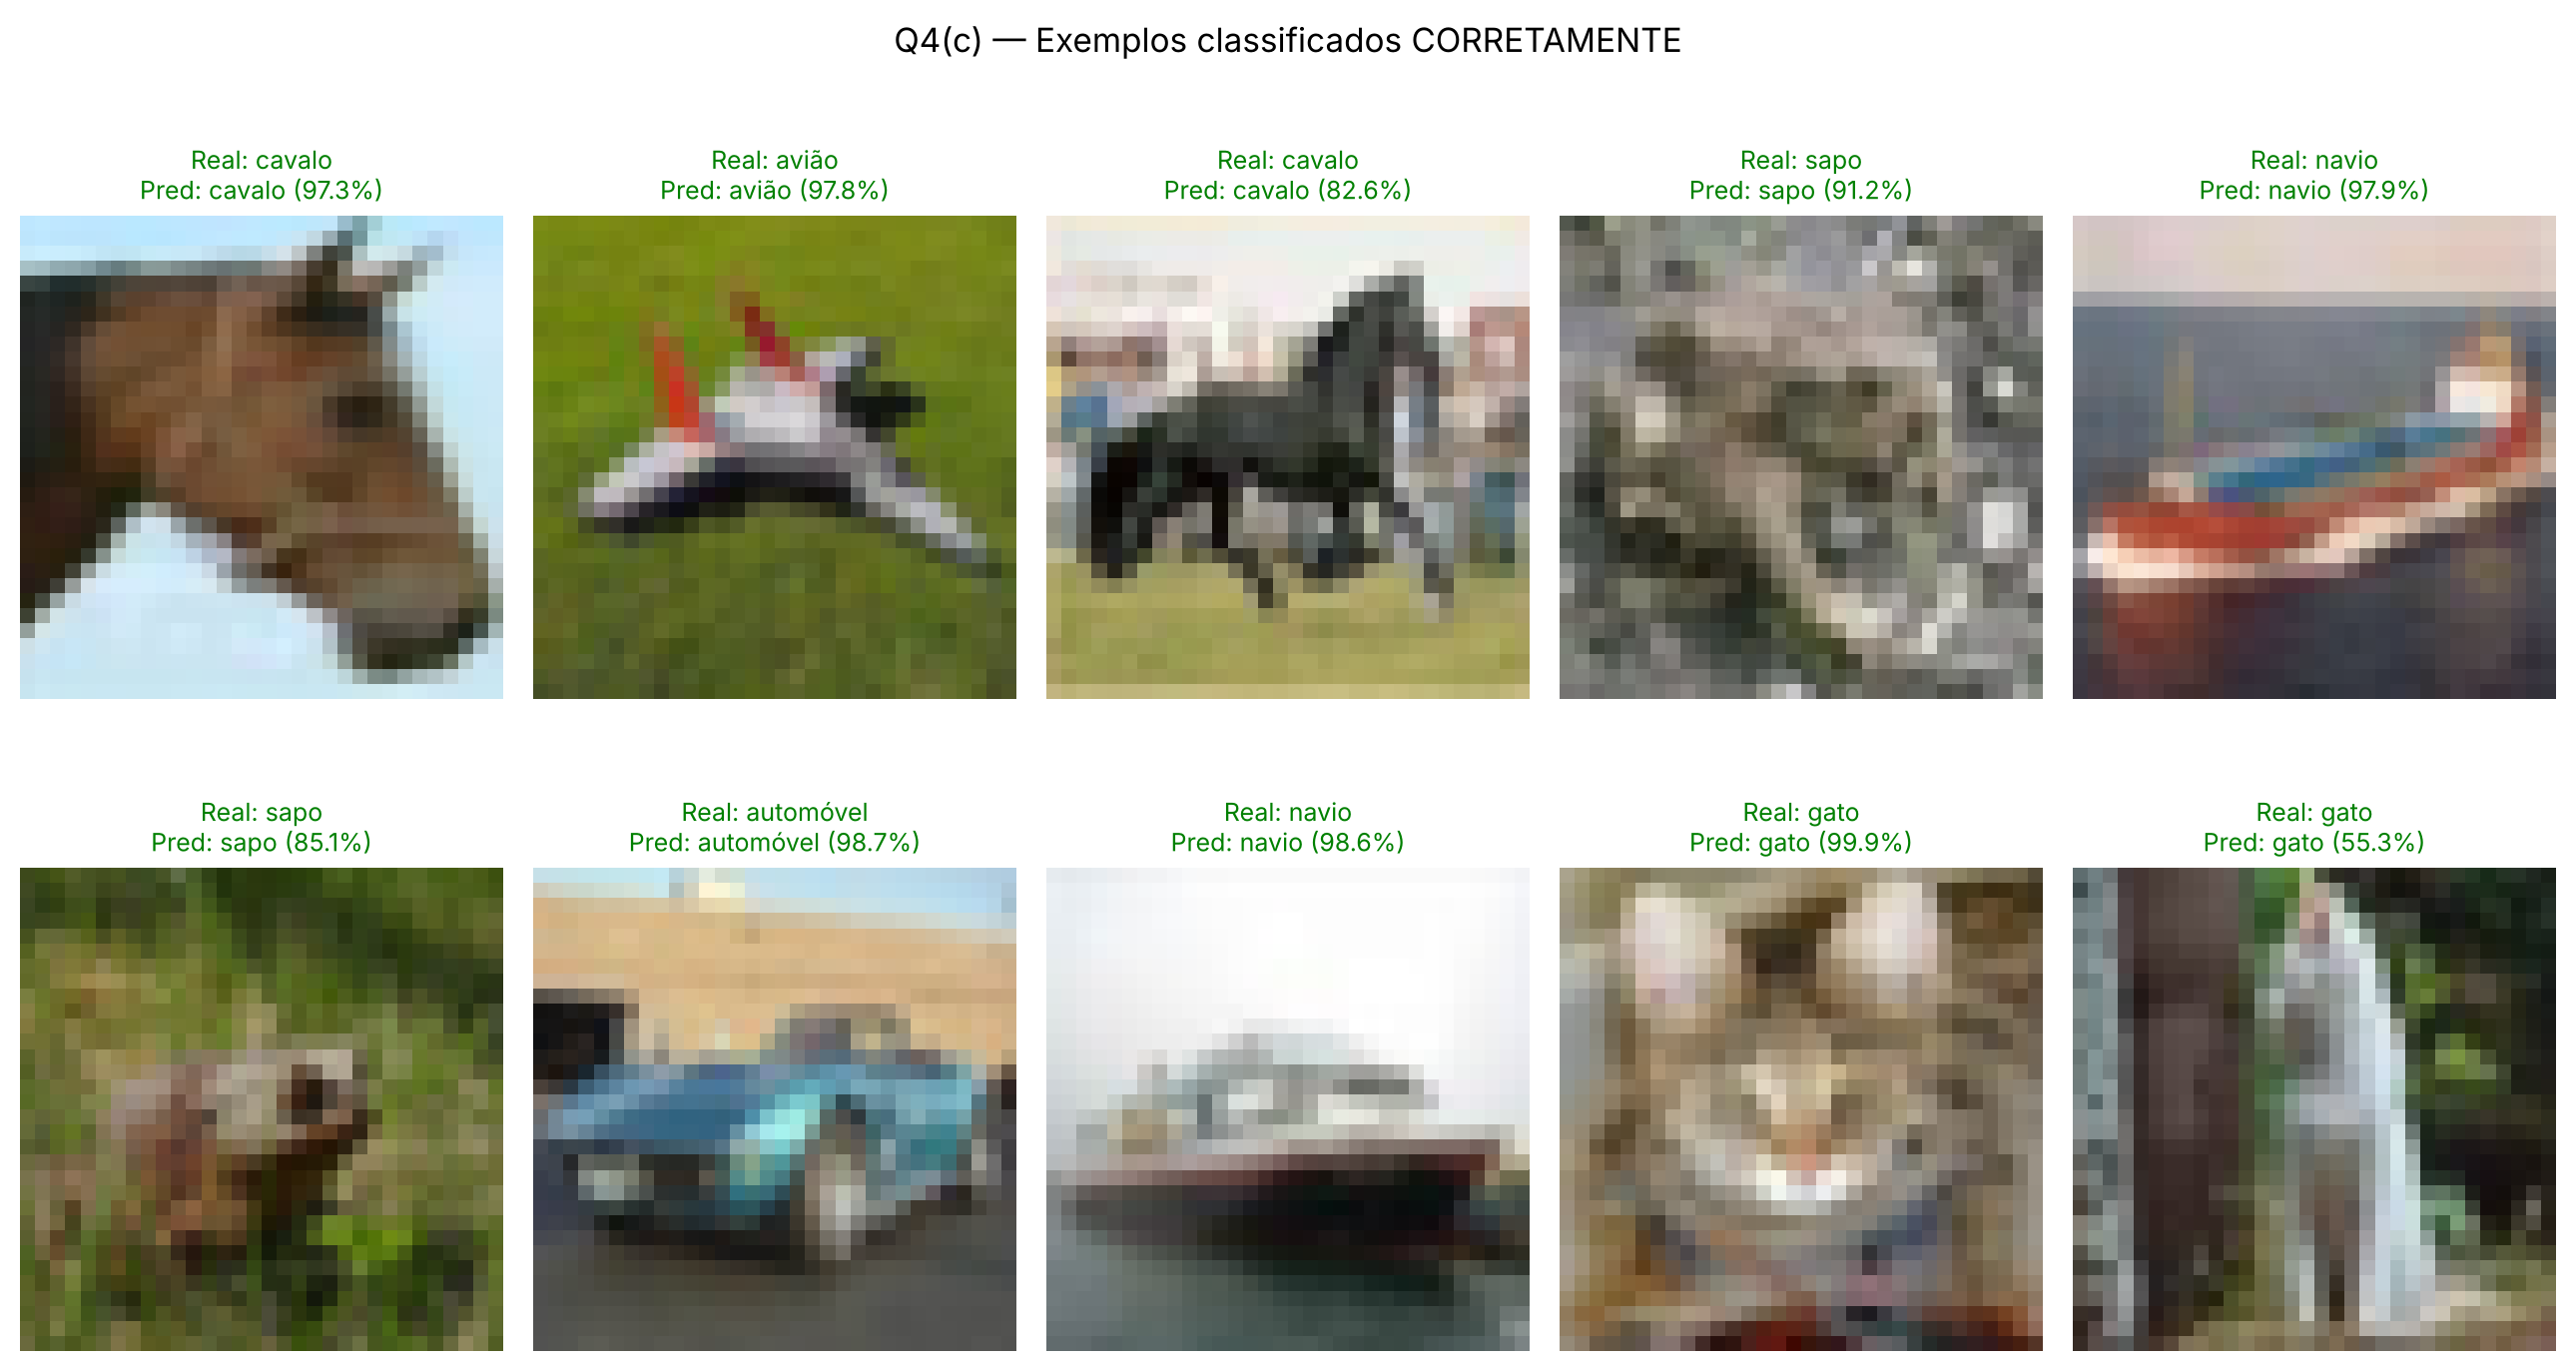 Q4(c) — Exemplos classificados CORRETAMENTE
Real: cavalo
Pred: cavalo (97.3%)
Real: avião
Pred: avião (97.8%)
Real: cavalo
Pred: cavalo (82.6%)
Real: sapo
Pred: sapo (91.2%)
Real: navio
Pred: navio (97.9%)
Real: sapo
Pred: sapo (85.1%)
Real: automóvel
Pred: automóvel (98.7%)
Real: navio
Pred: navio (98.6%)
Real: gato
Pred: gato (99.9%)
Real: gato
Pred: gato (55.3%)